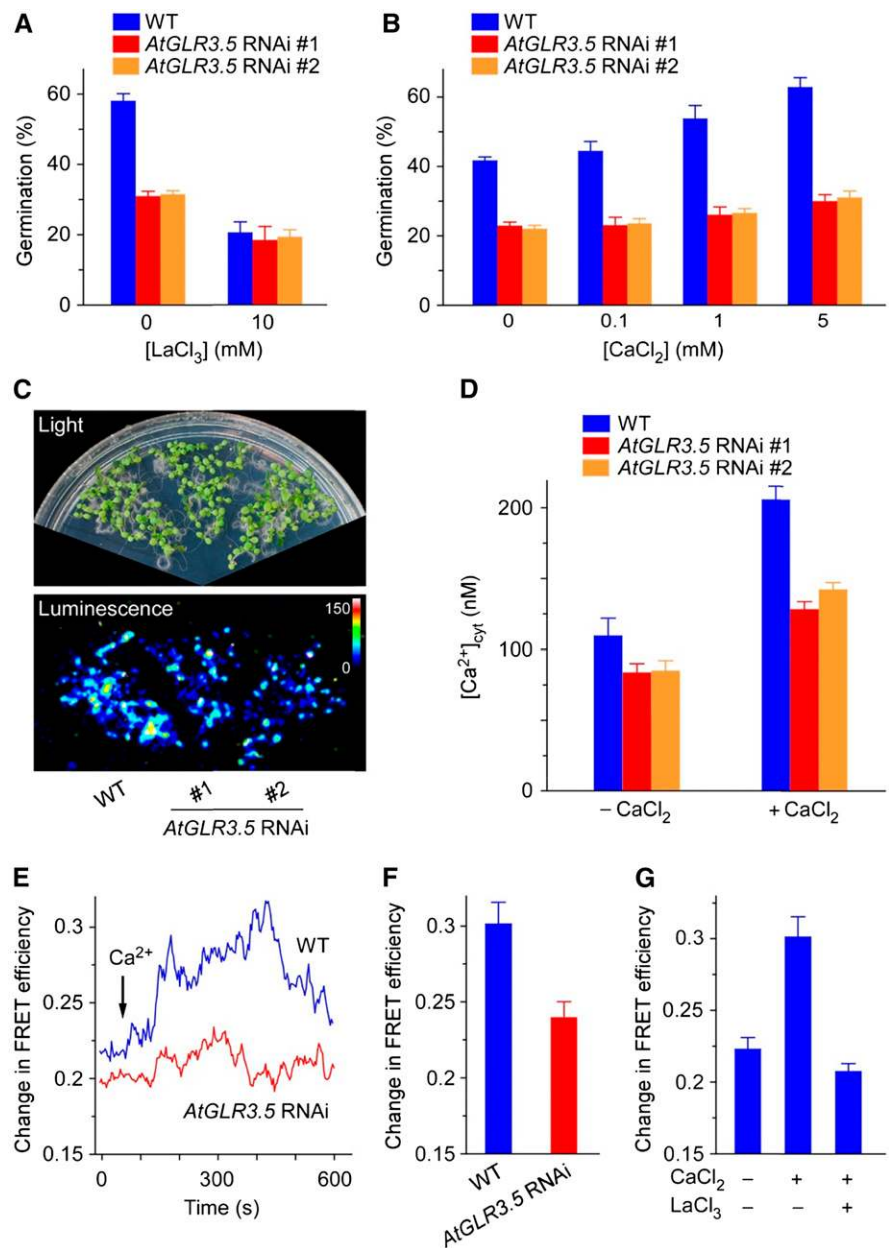 A
WT
AtGLR3.5 RNAi #1
AtGLR3.5 RNAi #2
Germination (%)
60
40
20
0
0
10
[LaCl₃] (mM)
B
WT
AtGLR3.5 RNAi #1
AtGLR3.5 RNAi #2
Germination (%)
60
40
20
0
0
0.1
1
5
[CaCl₂] (mM)
C
Light
Luminescence
150
0
WT
#1
#2
AtGLR3.5 RNAi
D
WT
AtGLR3.5 RNAi #1
AtGLR3.5 RNAi #2
[Ca²⁺]cyt (nM)
200
100
0
– CaCl₂
+ CaCl₂
E
Change in FRET efficiency
0.3
0.25
0.2
0.15
Ca²⁺
WT
AtGLR3.5 RNAi
0
300
600
Time (s)
F
Change in FRET efficiency
0.3
0.25
0.2
0.15
WT
AtGLR3.5 RNAi
G
Change in FRET efficiency
0.3
0.25
0.2
0.15
CaCl₂ – + +
LaCl₃ – – +